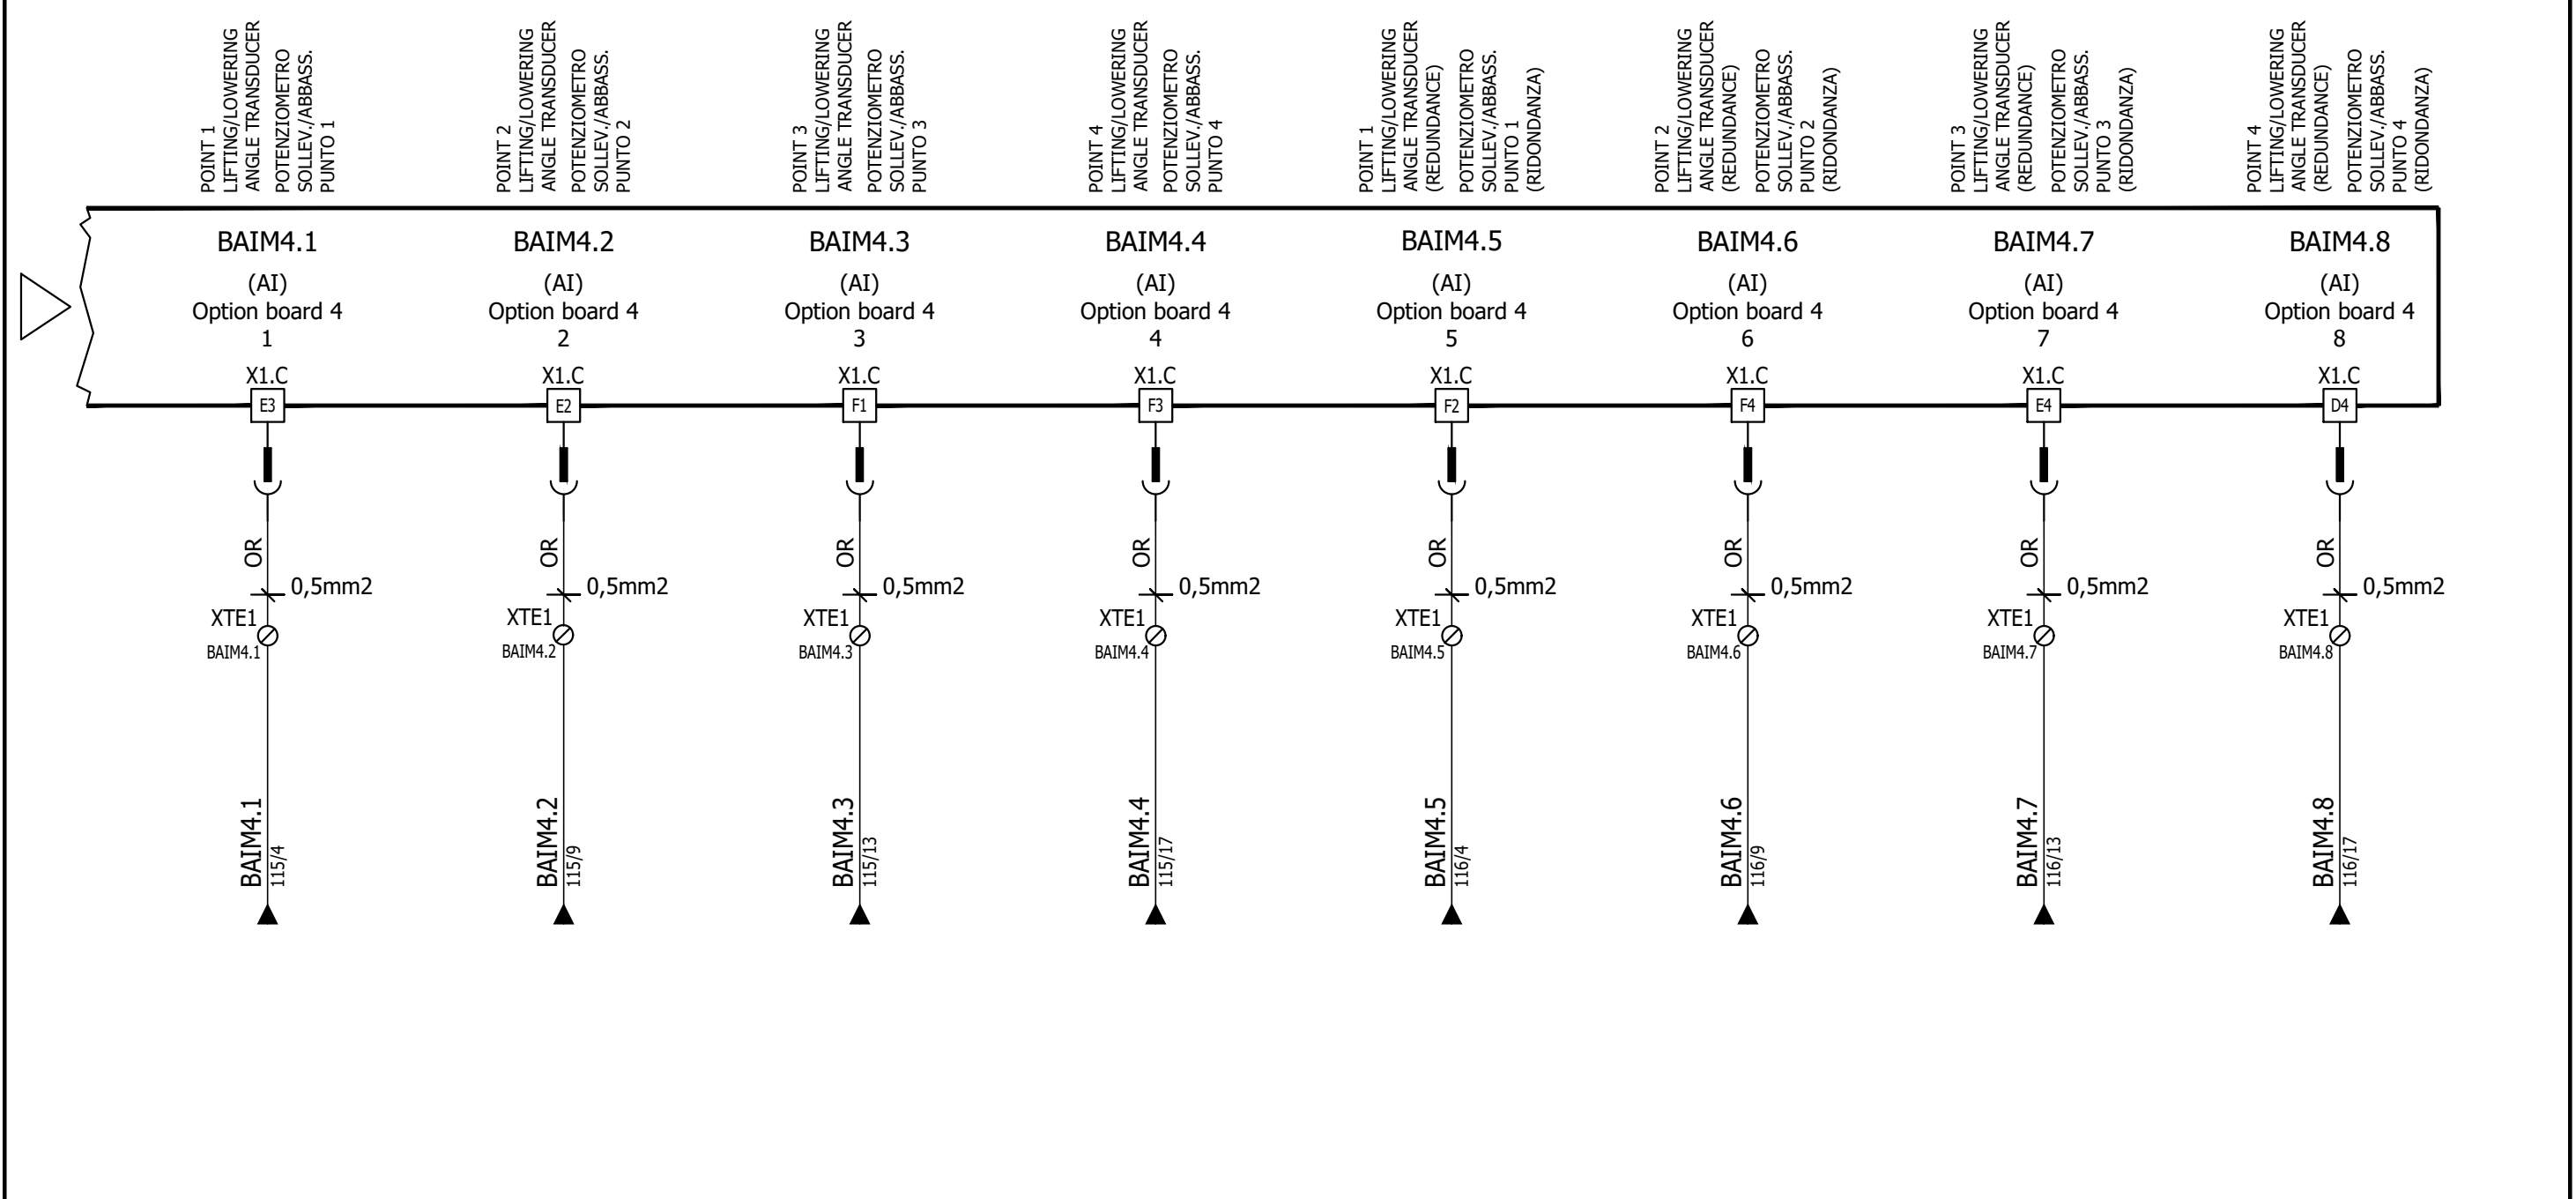 POINT 1
LIFTING/LOWERING
ANGLE TRANSDUCER
POTENZIOMETRO
SOLLEV./ABBASS.
PUNTO 1
POINT 2
LIFTING/LOWERING
ANGLE TRANSDUCER
POTENZIOMETRO
SOLLEV./ABBASS.
PUNTO 2
POINT 3
LIFTING/LOWERING
ANGLE TRANSDUCER
POTENZIOMETRO
SOLLEV./ABBASS.
PUNTO 3
POINT 4
LIFTING/LOWERING
ANGLE TRANSDUCER
POTENZIOMETRO
SOLLEV./ABBASS.
PUNTO 4
POINT 1
LIFTING/LOWERING
ANGLE TRANSDUCER
(REDUNDANCE)
POTENZIOMETRO
SOLLEV./ABBASS.
PUNTO 1
(RIDONDANZA)
POINT 2
LIFTING/LOWERING
ANGLE TRANSDUCER
(REDUNDANCE)
POTENZIOMETRO
SOLLEV./ABBASS.
PUNTO 2
(RIDONDANZA)
POINT 3
LIFTING/LOWERING
ANGLE TRANSDUCER
(REDUNDANCE)
POTENZIOMETRO
SOLLEV./ABBASS.
PUNTO 3
(RIDONDANZA)
POINT 4
LIFTING/LOWERING
ANGLE TRANSDUCER
(REDUNDANCE)
POTENZIOMETRO
SOLLEV./ABBASS.
PUNTO 4
(RIDONDANZA)
BAIM4.1
(AI)
Option board 4
1
X1.C
E3
OR
0,5mm2
XTE1
BAIM4.1
BAIM4.1
115/4
BAIM4.2
(AI)
Option board 4
2
X1.C
E2
OR
0,5mm2
XTE1
BAIM4.2
BAIM4.2
115/9
BAIM4.3
(AI)
Option board 4
3
X1.C
F1
OR
0,5mm2
XTE1
BAIM4.3
BAIM4.3
115/13
BAIM4.4
(AI)
Option board 4
4
X1.C
F3
OR
0,5mm2
XTE1
BAIM4.4
BAIM4.4
115/17
BAIM4.5
(AI)
Option board 4
5
X1.C
F2
OR
0,5mm2
XTE1
BAIM4.5
BAIM4.5
116/4
BAIM4.6
(AI)
Option board 4
6
X1.C
F4
OR
0,5mm2
XTE1
BAIM4.6
BAIM4.6
116/9
BAIM4.7
(AI)
Option board 4
7
X1.C
E4
OR
0,5mm2
XTE1
BAIM4.7
BAIM4.7
116/13
BAIM4.8
(AI)
Option board 4
8
X1.C
D4
OR
0,5mm2
XTE1
BAIM4.8
BAIM4.8
116/17